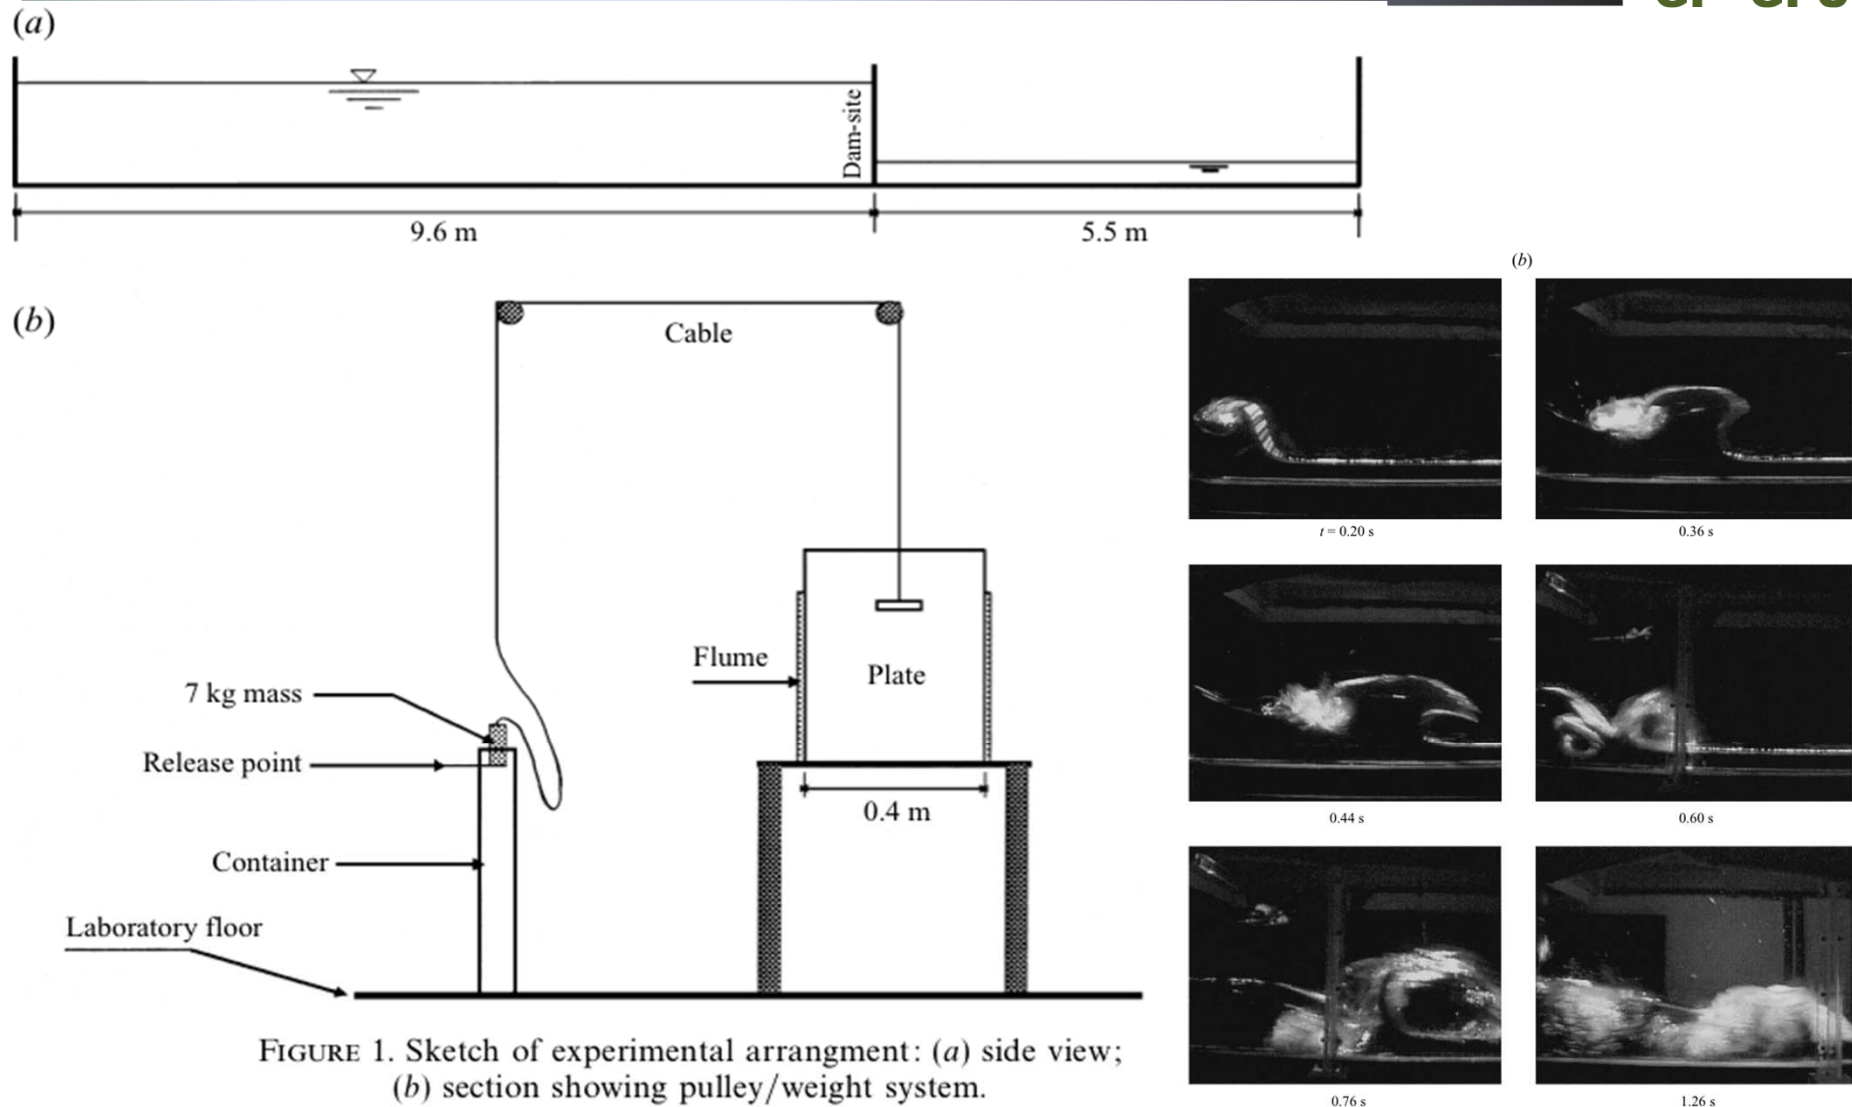 (a)
Dam-site
9.6 m
5.5 m
(b)
Cable
7 kg mass
Flume
Plate
Release point
0.4 m
Container
Laboratory floor
FIGURE 1. Sketch of experimental arrangment: (a) side view;
(b) section showing pulley/weight system.
(b)
t = 0.20 s
0.36 s
0.44 s
0.60 s
0.76 s
1.26 s